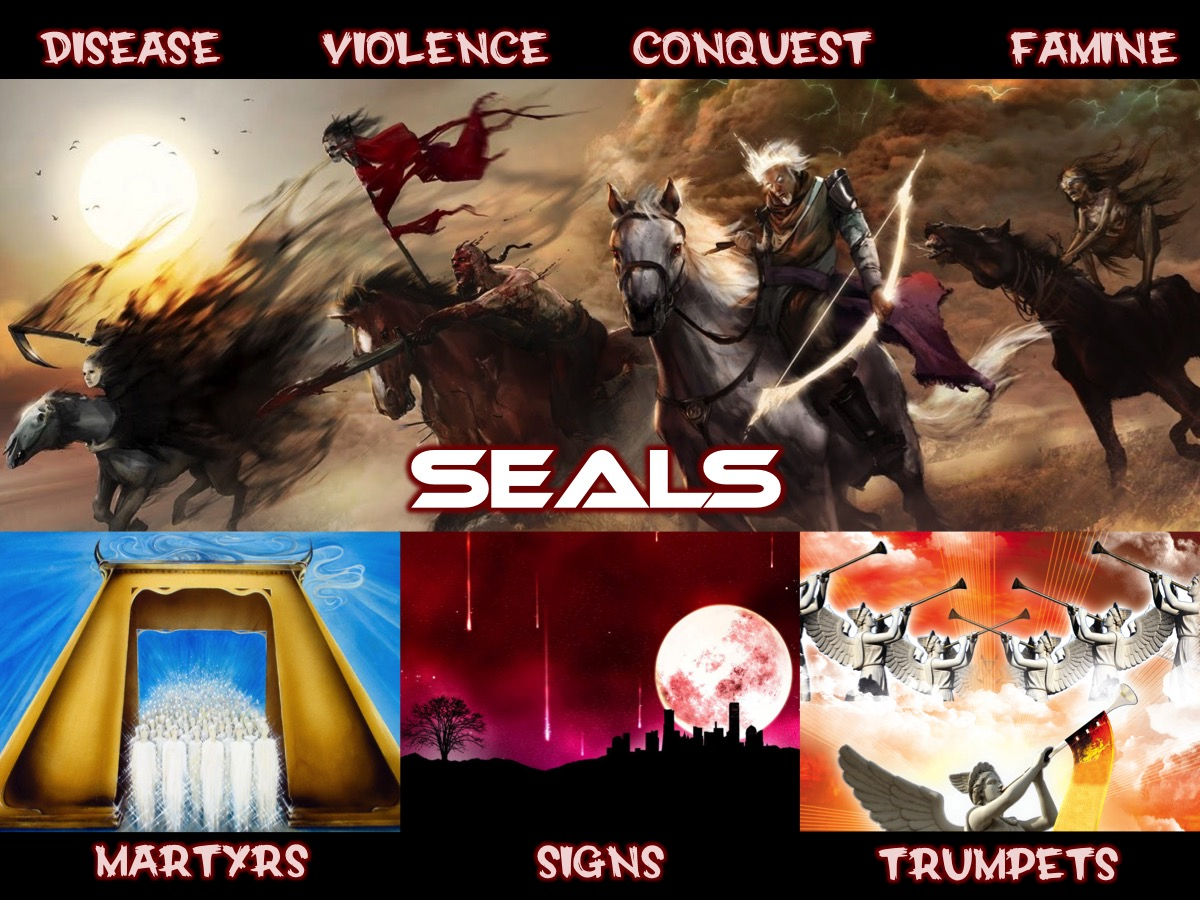 DISEASE VIOLENCE CONQUEST FAMINE
SEALS
MARTYRS SIGNS TRUMPETS